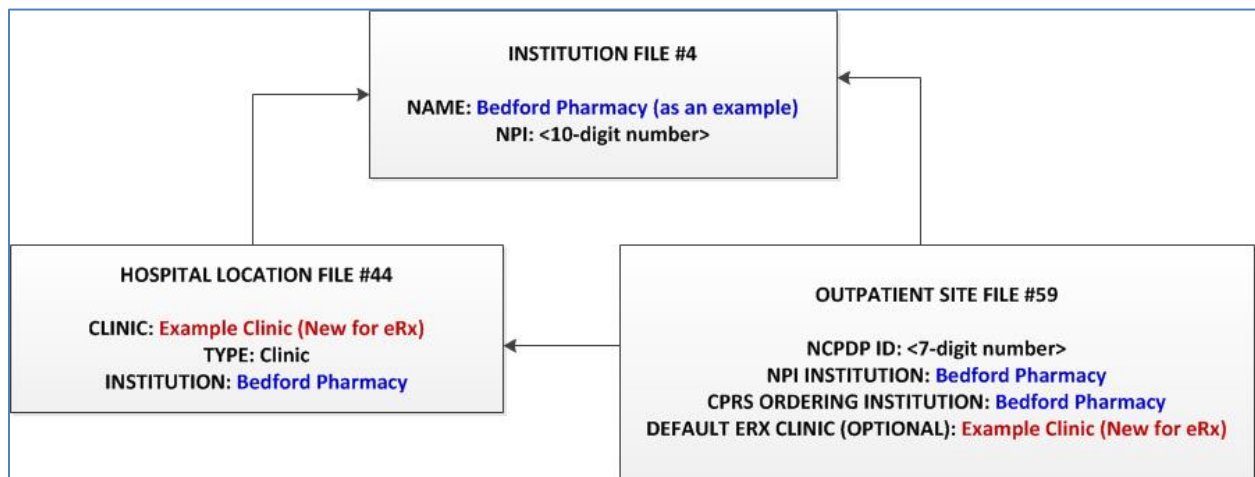 INSTITUTION FILE #4
NAME: Bedford Pharmacy (as an example)
NPI: <10-digit number>
HOSPITAL LOCATION FILE #44
CLINIC: Example Clinic (New for eRx)
TYPE: Clinic
INSTITUTION: Bedford Pharmacy
OUTPATIENT SITE FILE #59
NCPDP ID: <7-digit number>
NPI INSTITUTION: Bedford Pharmacy
CPRS ORDERING INSTITUTION: Bedford Pharmacy
DEFAULT ERX CLINIC (OPTIONAL): Example Clinic (New for eRx)